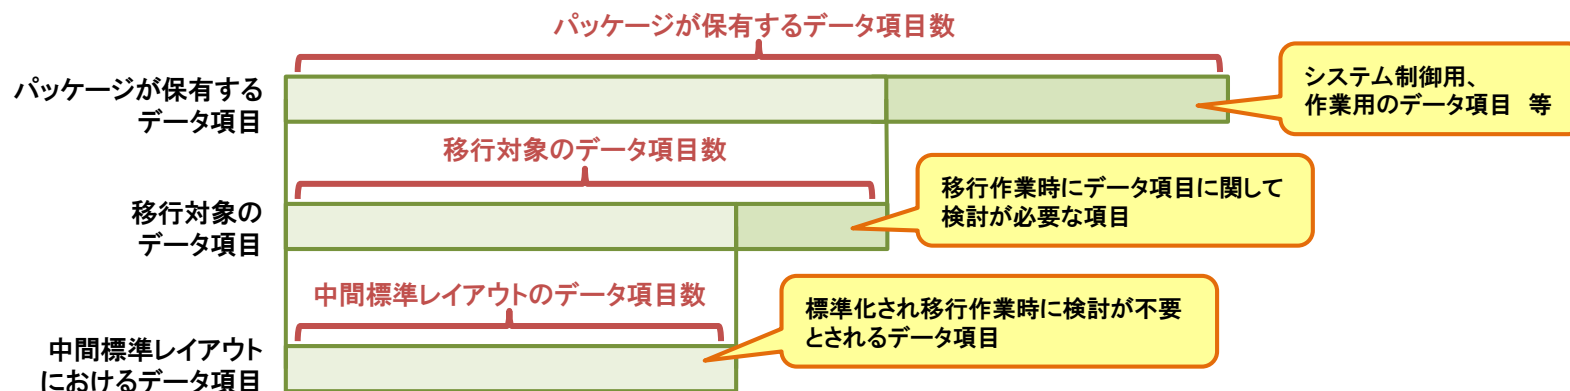 パッケージが保有するデータ項目数
パッケージが保有する
データ項目
システム制御用、
作業用のデータ項目　等
移行対象のデータ項目数
移行対象の
データ項目
移行作業時にデータ項目に関して
検討が必要な項目
中間標準レイアウトのデータ項目数
中間標準レイアウト
におけるデータ項目
標準化され移行作業時に検討が不要
とされるデータ項目